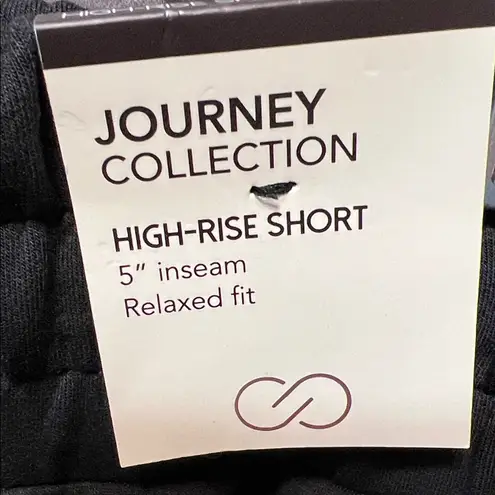 JOURNEY
COLLECTION
HIGH-RISE SHORT
5" inseam
Relaxed fit